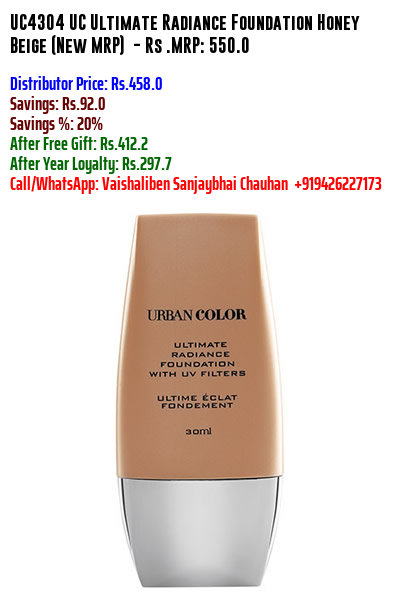 UC4304 UC Ultimate Radiance Foundation Honey
Beige (New MRP) - Rs .MRP: 550.0
Distributor Price: Rs.458.0
Savings: Rs.92.0
Savings %: 20%
After Free Gift: Rs.412.2
After Year Loyalty: Rs.297.7
Call/WhatsApp: Vaishaliben Sanjaybhai Chauhan +919426227173
URBAN COLOR
ULTIMATE
RADIANCE
FOUNDATION
WITH UV FILTERS
ULTIME ÉCLAT
FONDEMENT
30ml